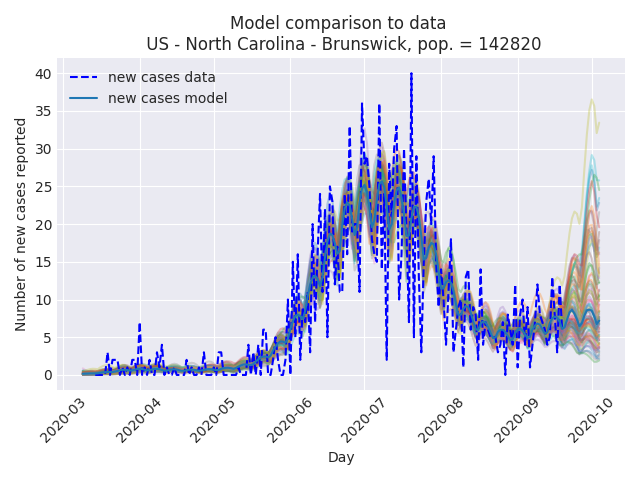 Model comparison to data
US - North Carolina - Brunswick, pop. = 142820
new cases data
new cases model
Number of new cases reported
40
35
30
25
20
15
10
5
0
2020-03
2020-04
2020-05
2020-06
2020-07
2020-08
2020-09
2020-10
Day